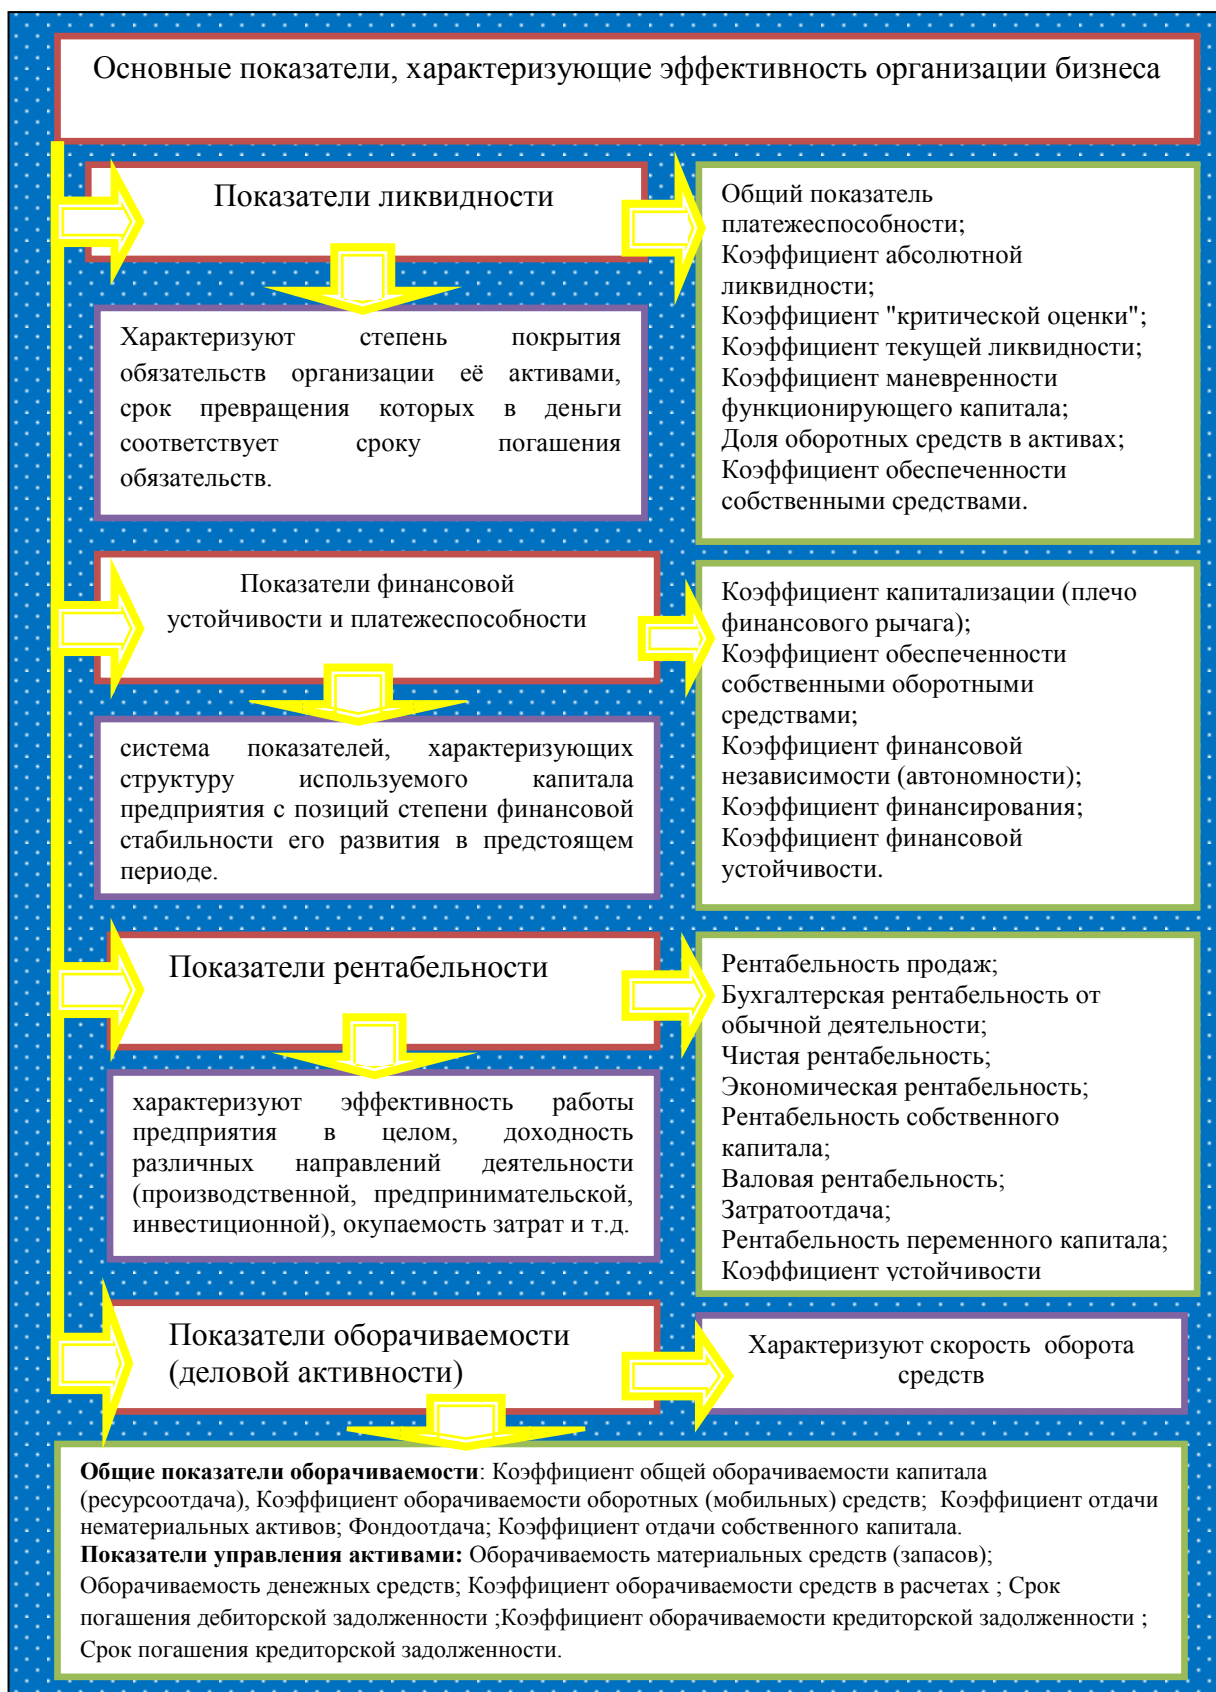 Основные показатели, характеризующие эффективность организации бизнеса
Показатели ликвидности
Общий показатель
платежеспособности;
Коэффициент абсолютной
ликвидности;
Коэффициент "критической оценки";
Коэффициент текущей ликвидности;
Коэффициент маневренности
функционирующего капитала;
Доля оборотных средств в активах;
Коэффициент обеспеченности
собственными средствами.
Характеризуют степень покрытия
обязательств организации её активами,
срок превращения которых в деньги
соответствует сроку погашения
обязательств.
Показатели финансовой
устойчивости и платежеспособности
Коэффициент капитализации (плечо
финансового рычага);
Коэффициент обеспеченности
собственными оборотными
средствами;
Коэффициент финансовой
независимости (автономности);
Коэффициент финансирования;
Коэффициент финансовой
устойчивости.
система показателей, характеризующих
структуру используемого капитала
предприятия с позиций степени финансовой
стабильности его развития в предстоящем
периоде.
Показатели рентабельности
Рентабельность продаж;
Бухгалтерская рентабельность от
обычной деятельности;
Чистая рентабельность;
Экономическая рентабельность;
Рентабельность собственного
капитала;
Валовая рентабельность;
Затратоотдача;
Рентабельность переменного капитала;
Коэффициент устойчивости
характеризуют эффективность работы
предприятия в целом, доходность
различных направлений деятельности
(производственной, предпринимательской,
инвестиционной), окупаемость затрат и т.д.
Показатели оборачиваемости
(деловой активности)
Характеризуют скорость оборота
средств
Общие показатели оборачиваемости: Коэффициент общей оборачиваемости капитала
(ресурсоотдача), Коэффициент оборачиваемости оборотных (мобильных) средств; Коэффициент отдачи
нематериальных активов; Фондоотдача; Коэффициент отдачи собственного капитала.
Показатели управления активами: Оборачиваемость материальных средств (запасов);
Оборачиваемость денежных средств; Коэффициент оборачиваемости средств в расчетах ; Срок
погашения дебиторской задолженности ;Коэффициент оборачиваемости кредиторской задолженности ;
Срок погашения кредиторской задолженности.